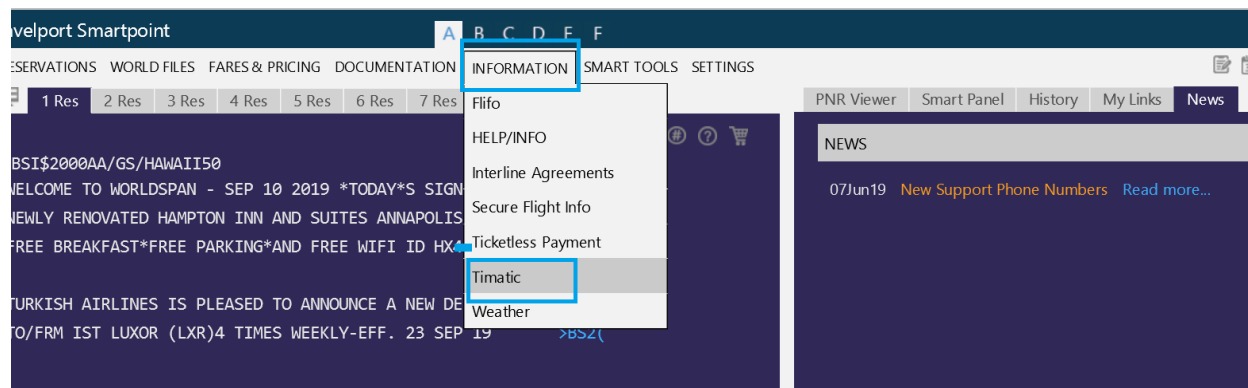 avelport Smartpoint
A B C D E F
ESERVATIONS WORLD FILES FARES & PRICING DOCUMENTATION INFORMATION SMART TOOLS SETTINGS
1 Res 2 Res 3 Res 4 Res 5 Res 6 Res 7 Res
BSI$2000AA/GS/HAWAII50
WELCOME TO WORLDSPAN - SEP 10 2019 *TODAY*S SIGN
NEWLY RENOVATED HAMPTON INN AND SUITES ANNAPOLIS
FREE BREAKFAST*FREE PARKING*AND FREE WIFI ID HX4
TURKISH AIRLINES IS PLEASED TO ANNOUNCE A NEW DE
TO/FRM IST LUXOR (LXR)4 TIMES WEEKLY-EFF. 23 SEP 19 >BS2(
Flifo
HELP/INFO
Interline Agreements
Secure Flight Info
Ticketless Payment
Timatic
Weather
PNR Viewer Smart Panel History My Links News
NEWS
07Jun19 New Support Phone Numbers Read more...